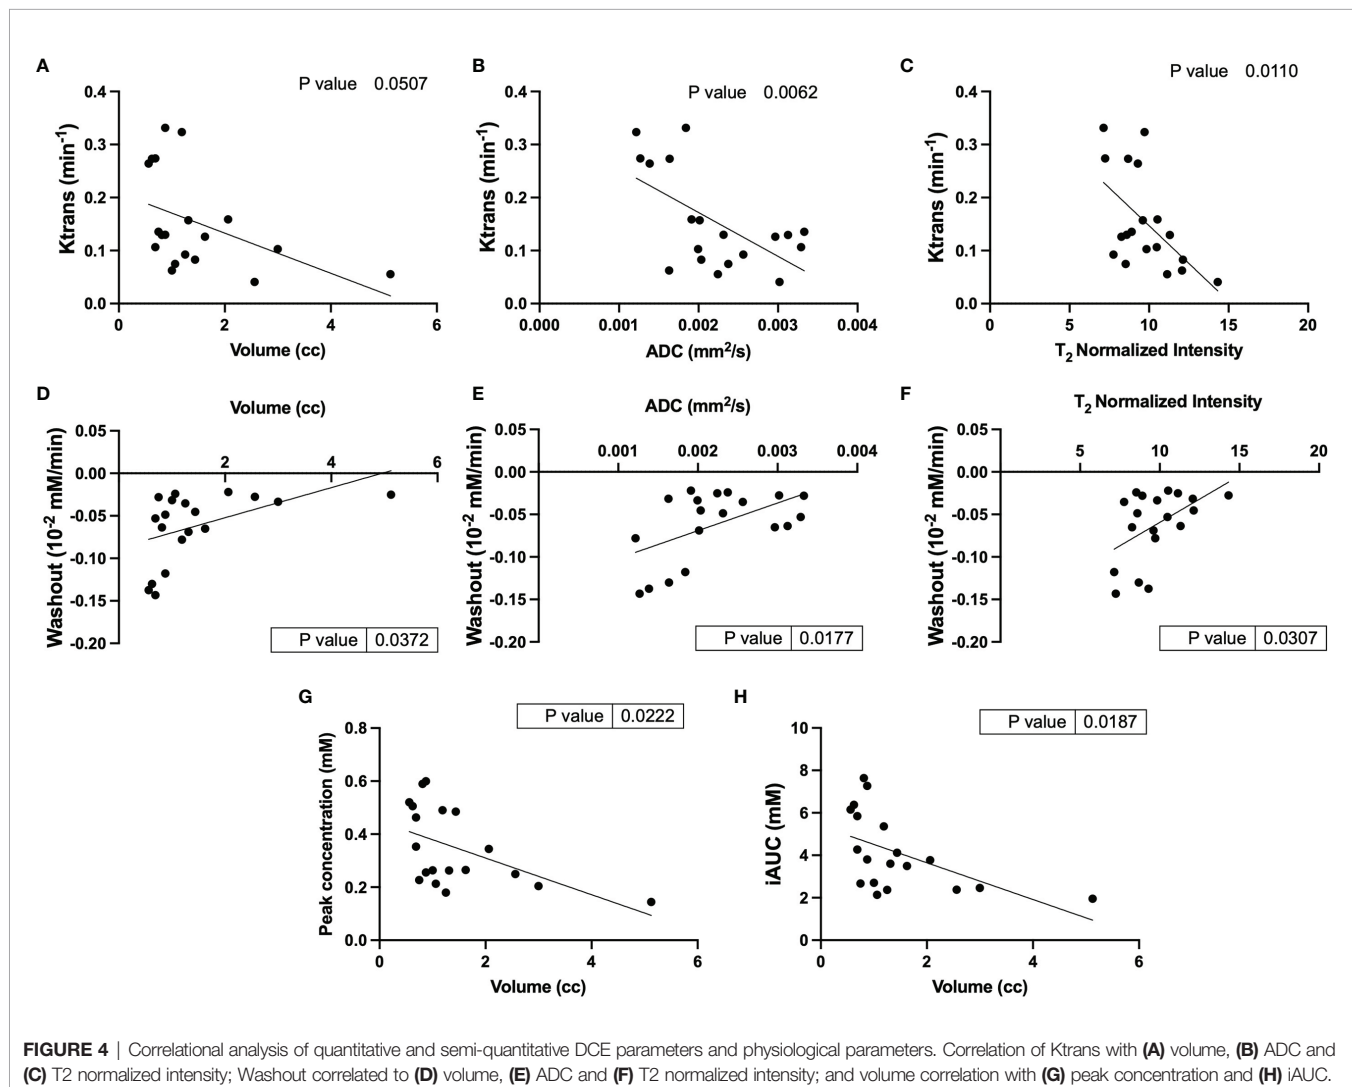 A
P value 0.0507
Ktrans (min⁻¹)
0.4
0.3
0.2
0.1
0.0
0 2 4 6
Volume (cc)
B
P value 0.0062
Ktrans (min⁻¹)
0.4
0.3
0.2
0.1
0.0
0.000 0.001 0.002 0.003 0.004
ADC (mm²/s)
C
P value 0.0110
Ktrans (min⁻¹)
0.4
0.3
0.2
0.1
0.0
0 5 10 15 20
T₂ Normalized Intensity
D
Volume (cc)
Washout (10⁻² mM/min)
0.05
0.00
-0.05
-0.10
-0.15
-0.20
2 4 6
P value 0.0372
E
ADC (mm²/s)
Washout (10⁻² mM/min)
0.05
0.00
-0.05
-0.10
-0.15
-0.20
0.001 0.002 0.003 0.004
P value 0.0177
F
T₂ Normalized Intensity
Washout (10⁻² mM/min)
0.05
0.00
-0.05
-0.10
-0.15
-0.20
5 10 15 20
P value 0.0307
G
P value 0.0222
Peak concentration (mM)
0.8
0.6
0.4
0.2
0.0
0 2 4 6
Volume (cc)
H
P value 0.0187
iAUC (mM)
10
8
6
4
2
0
0 2 4 6
Volume (cc)
FIGURE 4 | Correlational analysis of quantitative and semi-quantitative DCE parameters and physiological parameters. Correlation of Ktrans with (A) volume, (B) ADC and
(C) T2 normalized intensity; Washout correlated to (D) volume, (E) ADC and (F) T2 normalized intensity; and volume correlation with (G) peak concentration and (H) iAUC.